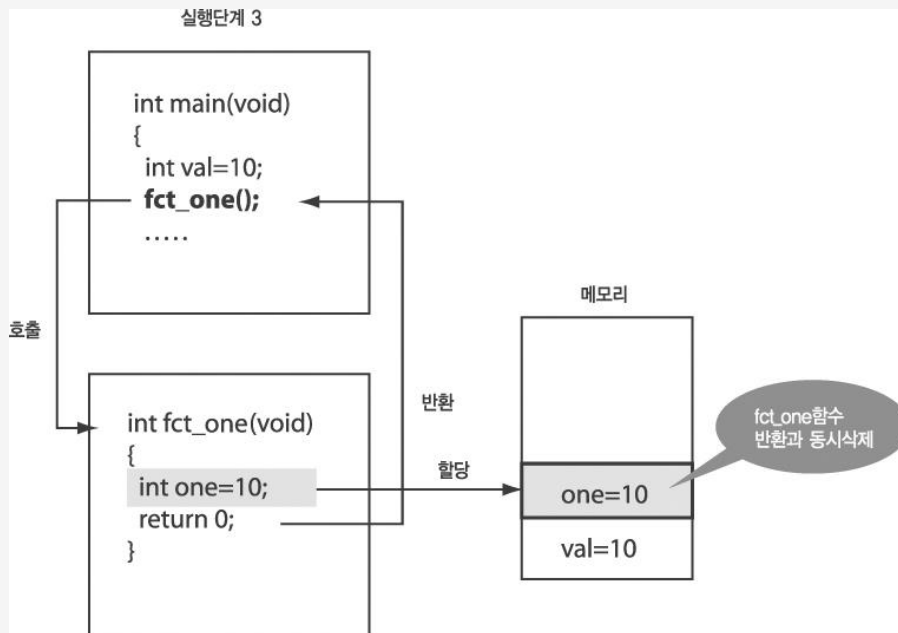 실행단계 3
int main(void)
{
int val=10;
fct_one();
.....
호출
int fct_one(void)
{
int one=10;
return 0;
}
반환
할당
메모리
one=10
val=10
fct_one함수
반환과 동시삭제